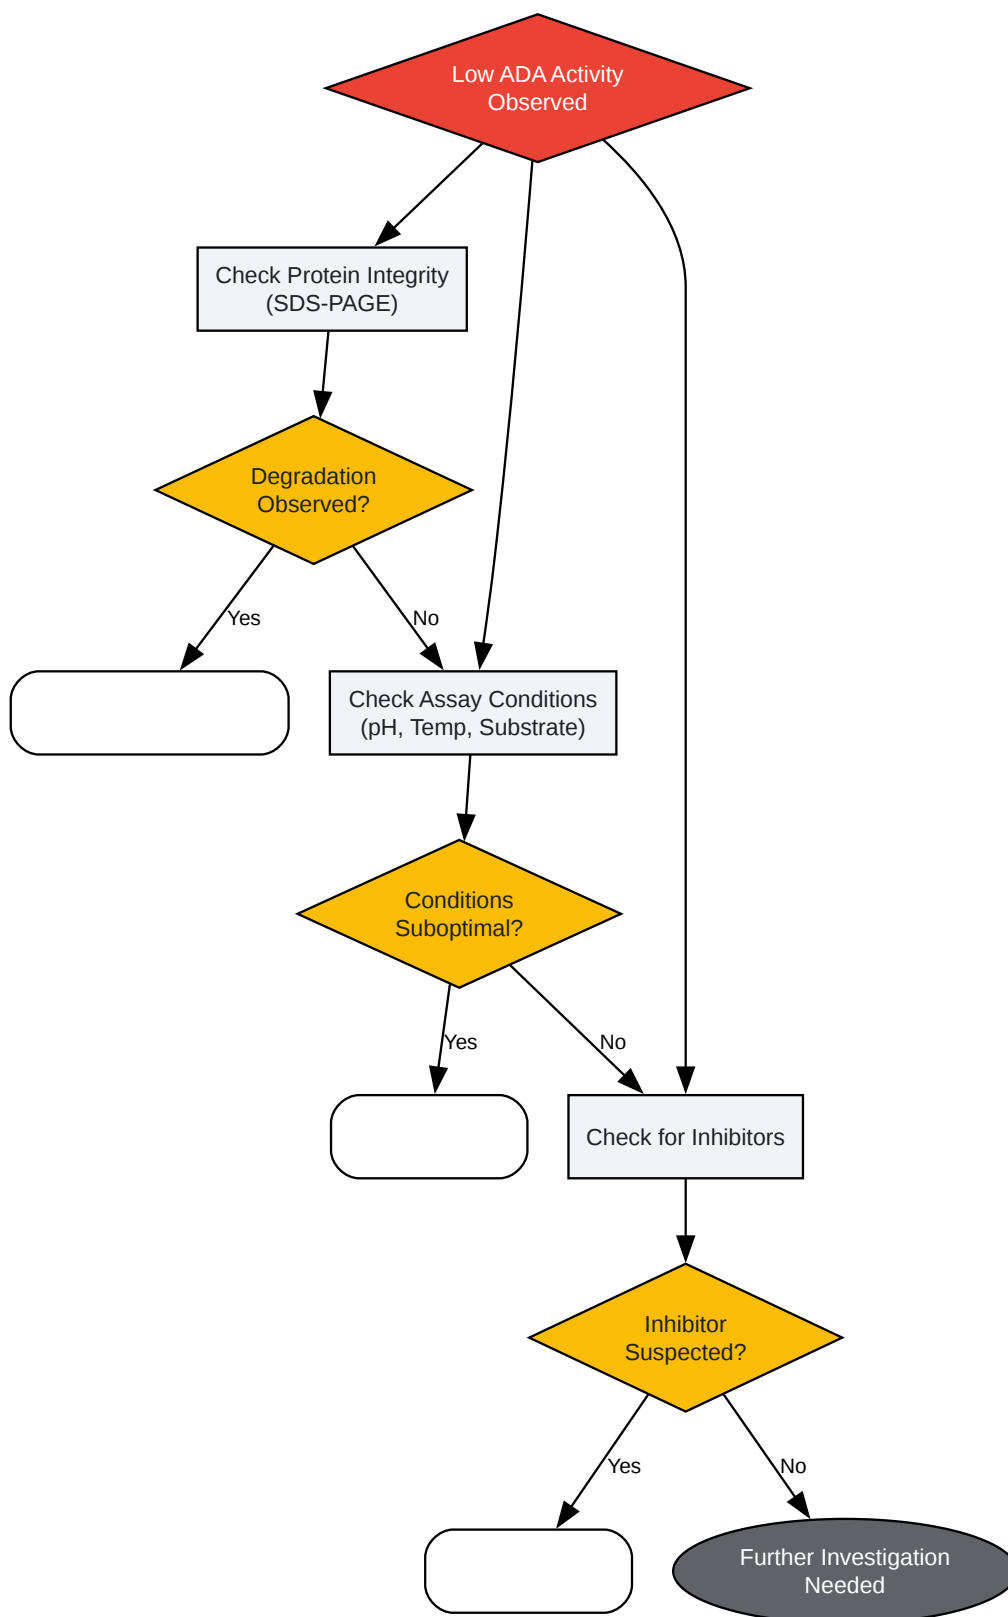 Low ADA Activity
Observed
Check Protein Integrity
(SDS-PAGE)
Degradation
Observed?
Yes
No
Check Assay Conditions
(pH, Temp, Substrate)
Conditions
Suboptimal?
Yes
No
Check for Inhibitors
Inhibitor
Suspected?
Yes
No
Further Investigation
Needed